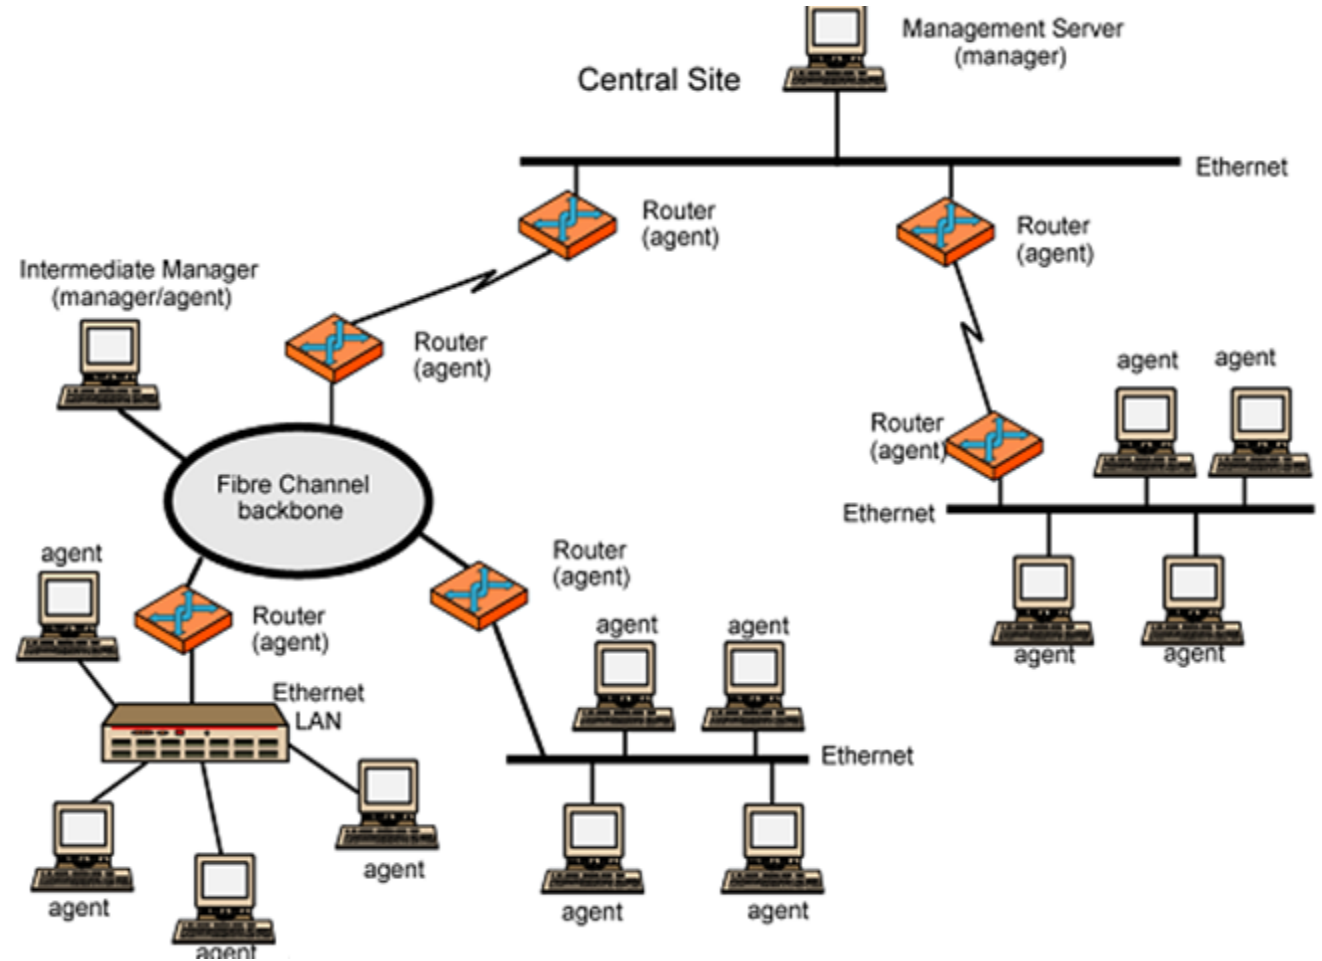 Management Server
(manager)
Central Site
Ethernet
Router
(agent)
Router
(agent)
Intermediate Manager
(manager/agent)
Router
(agent)
agent
agent
Router
(agent)
Fibre Channel
backbone
Ethernet
agent
Router
(agent)
Router
(agent)
agent
agent
agent
agent
Ethernet
LAN
Ethernet
agent
agent
agent
agent
agent
agent